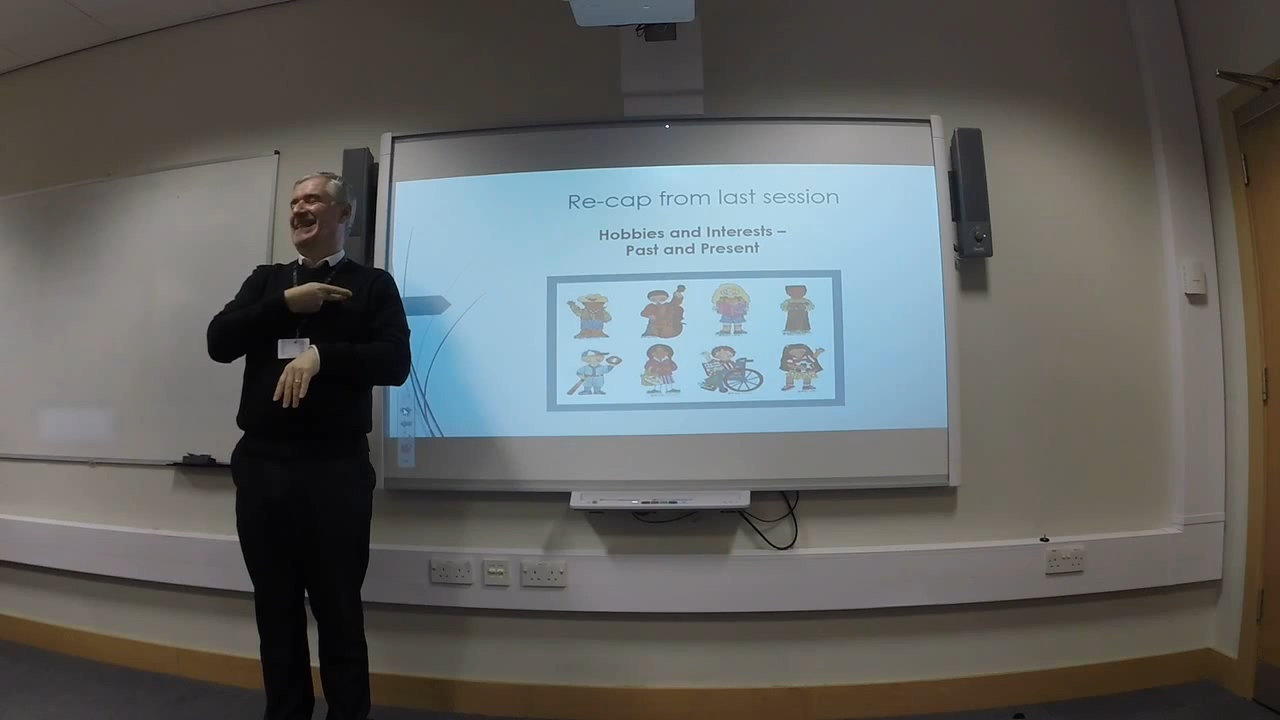 Re-cap from last session
Hobbies and Interests –
Past and Present